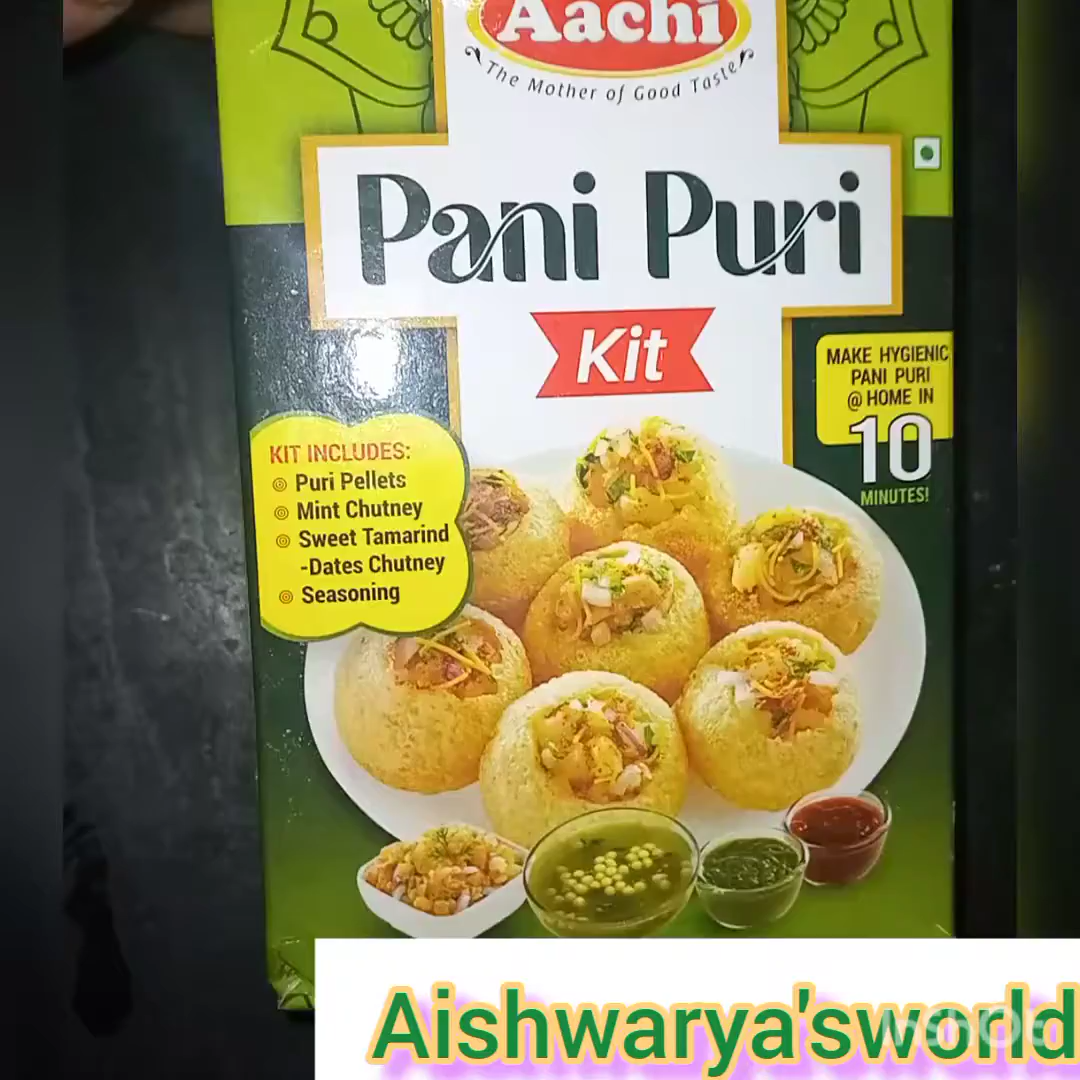 Aachi
The Mother of Good Taste
Pani Puri
Kit
MAKE HYGIENIC
PANI PURI
@ HOME IN
10
MINUTES!
KIT INCLUDES:
Puri Pellets
Mint Chutney
Sweet Tamarind
-Dates Chutney
Seasoning
Aishwarya'sworld
InShOt